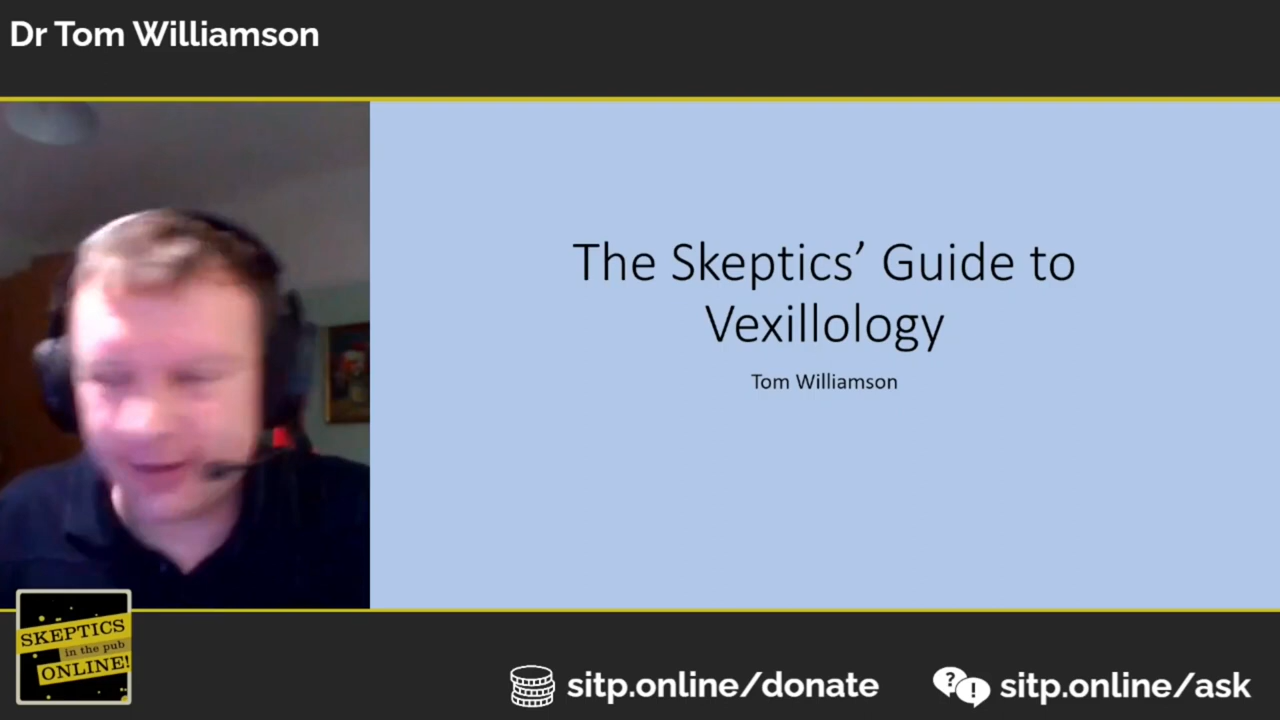 Dr Tom Williamson
The Skeptics’ Guide to
Vexillology
Tom Williamson
SKEPTICS
in the pub
ONLINE!
sitp.online/donate
? !
sitp.online/ask